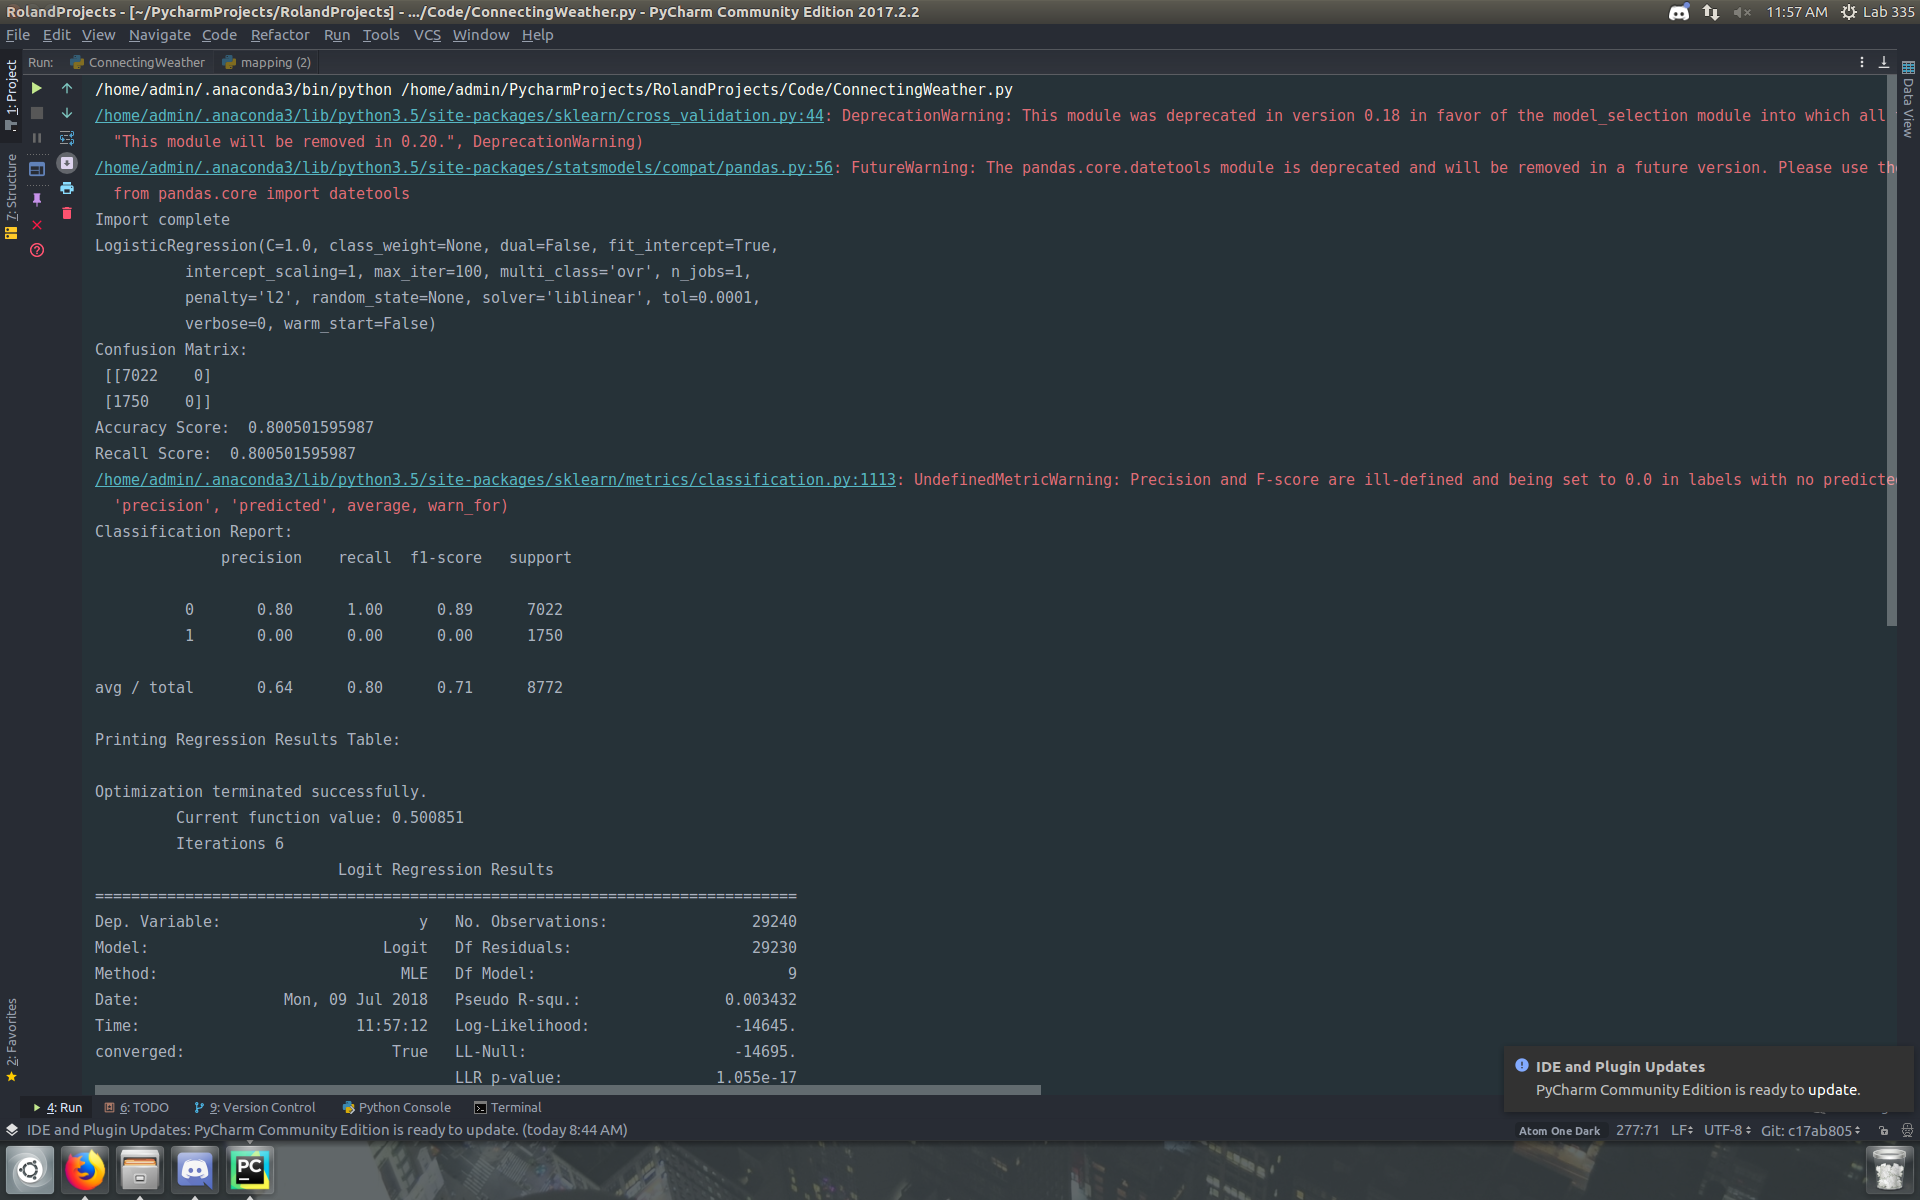 RolandProjects - [~/PycharmProjects/RolandProjects] - .../Code/ConnectingWeather.py - PyCharm Community Edition 2017.2.2
11:57 AM Lab 335
File Edit View Navigate Code Refactor Run Tools VCS Window Help
Run: ConnectingWeather mapping (2)
1: Project
7: Structure
2: Favorites
Data View
/home/admin/.anaconda3/bin/python /home/admin/PycharmProjects/RolandProjects/Code/ConnectingWeather.py
/home/admin/.anaconda3/lib/python3.5/site-packages/sklearn/cross_validation.py:44: DeprecationWarning: This module was deprecated in version 0.18 in favor of the model_selection module into which all
"This module will be removed in 0.20.", DeprecationWarning)
/home/admin/.anaconda3/lib/python3.5/site-packages/statsmodels/compat/pandas.py:56: FutureWarning: The pandas.core.datetools module is deprecated and will be removed in a future version. Please use
from pandas.core import datetools
Import complete
LogisticRegression(C=1.0, class_weight=None, dual=False, fit_intercept=True,
intercept_scaling=1, max_iter=100, multi_class='ovr', n_jobs=1,
penalty='l2', random_state=None, solver='liblinear', tol=0.0001,
verbose=0, warm_start=False)
Confusion Matrix:
[[7022 0]
[1750 0]]
Accuracy Score: 0.800501595987
Recall Score: 0.800501595987
/home/admin/.anaconda3/lib/python3.5/site-packages/sklearn/metrics/classification.py:1113: UndefinedMetricWarning: Precision and F-score are ill-defined and being set to 0.0 in labels with no
'precision', 'predicted', average, warn_for)
Classification Report:
precision recall f1-score support
0 0.80 1.00 0.89 7022
1 0.00 0.00 0.00 1750
avg / total 0.64 0.80 0.71 8772
Printing Regression Results Table:
Optimization terminated successfully.
Current function value: 0.500851
Iterations 6
Logit Regression Results
==============================================================================
Dep. Variable: y No. Observations: 29240
Model: Logit Df Residuals: 29230
Method: MLE Df Model: 9
Date: Mon, 09 Jul 2018 Pseudo R-squ.: 0.003432
Time: 11:57:12 Log-Likelihood: -14645.
converged: True LL-Null: -14695.
LLR p-value: 1.055e-17
IDE and Plugin Updates
PyCharm Community Edition is ready to update.
4: Run 6: TODO 9: Version Control Python Console Terminal
IDE and Plugin Updates: PyCharm Community Edition is ready to update. (today 8:44 AM)
Atom One Dark 277:71 LF UTF-8 Git: c17ab805
PC